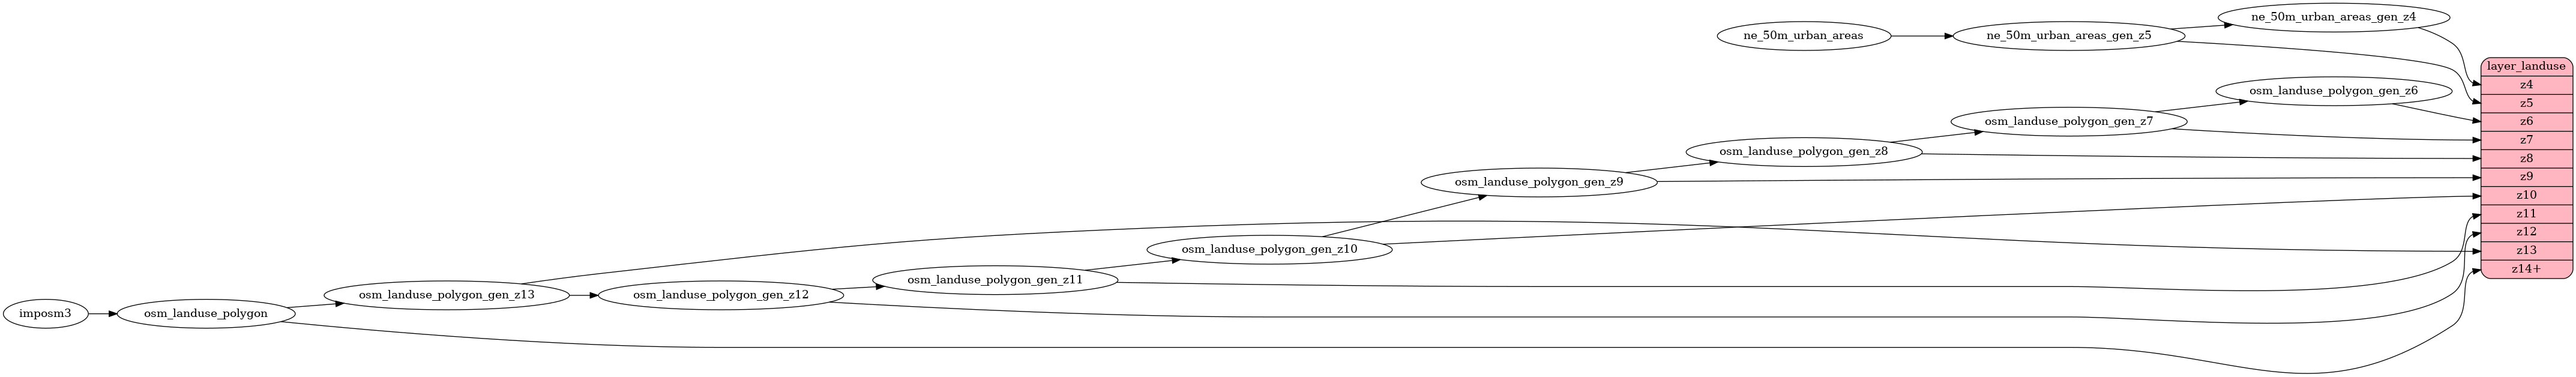 imposm3
osm_landuse_polygon
osm_landuse_polygon_gen_z13
osm_landuse_polygon_gen_z12
osm_landuse_polygon_gen_z11
osm_landuse_polygon_gen_z10
osm_landuse_polygon_gen_z9
osm_landuse_polygon_gen_z8
osm_landuse_polygon_gen_z7
osm_landuse_polygon_gen_z6
ne_50m_urban_areas
ne_50m_urban_areas_gen_z5
ne_50m_urban_areas_gen_z4
layer_landuse
z4
z5
z6
z7
z8
z9
z10
z11
z12
z13
z14+